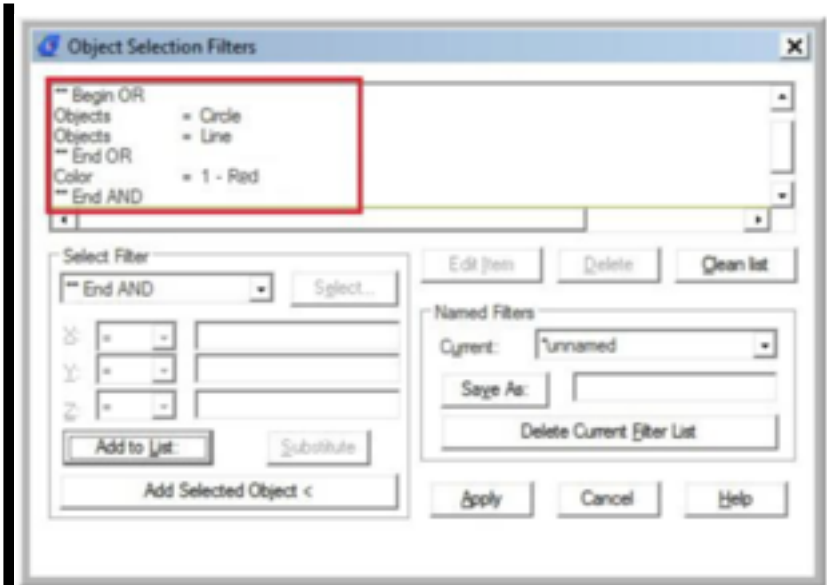 Object Selection Filters
** Begin OR
Objects = Circle
Objects = Line
** End OR
Color = 1 - Red
** End AND
Select Filter
** End AND
Select...
X: =
Y: =
Z: =
Add to List:
Substitute
Add Selected Object <
Edit Item
Delete
Clean list
Named Filters
Current: *unnamed
Save As:
Delete Current Filter List
Apply
Cancel
Help